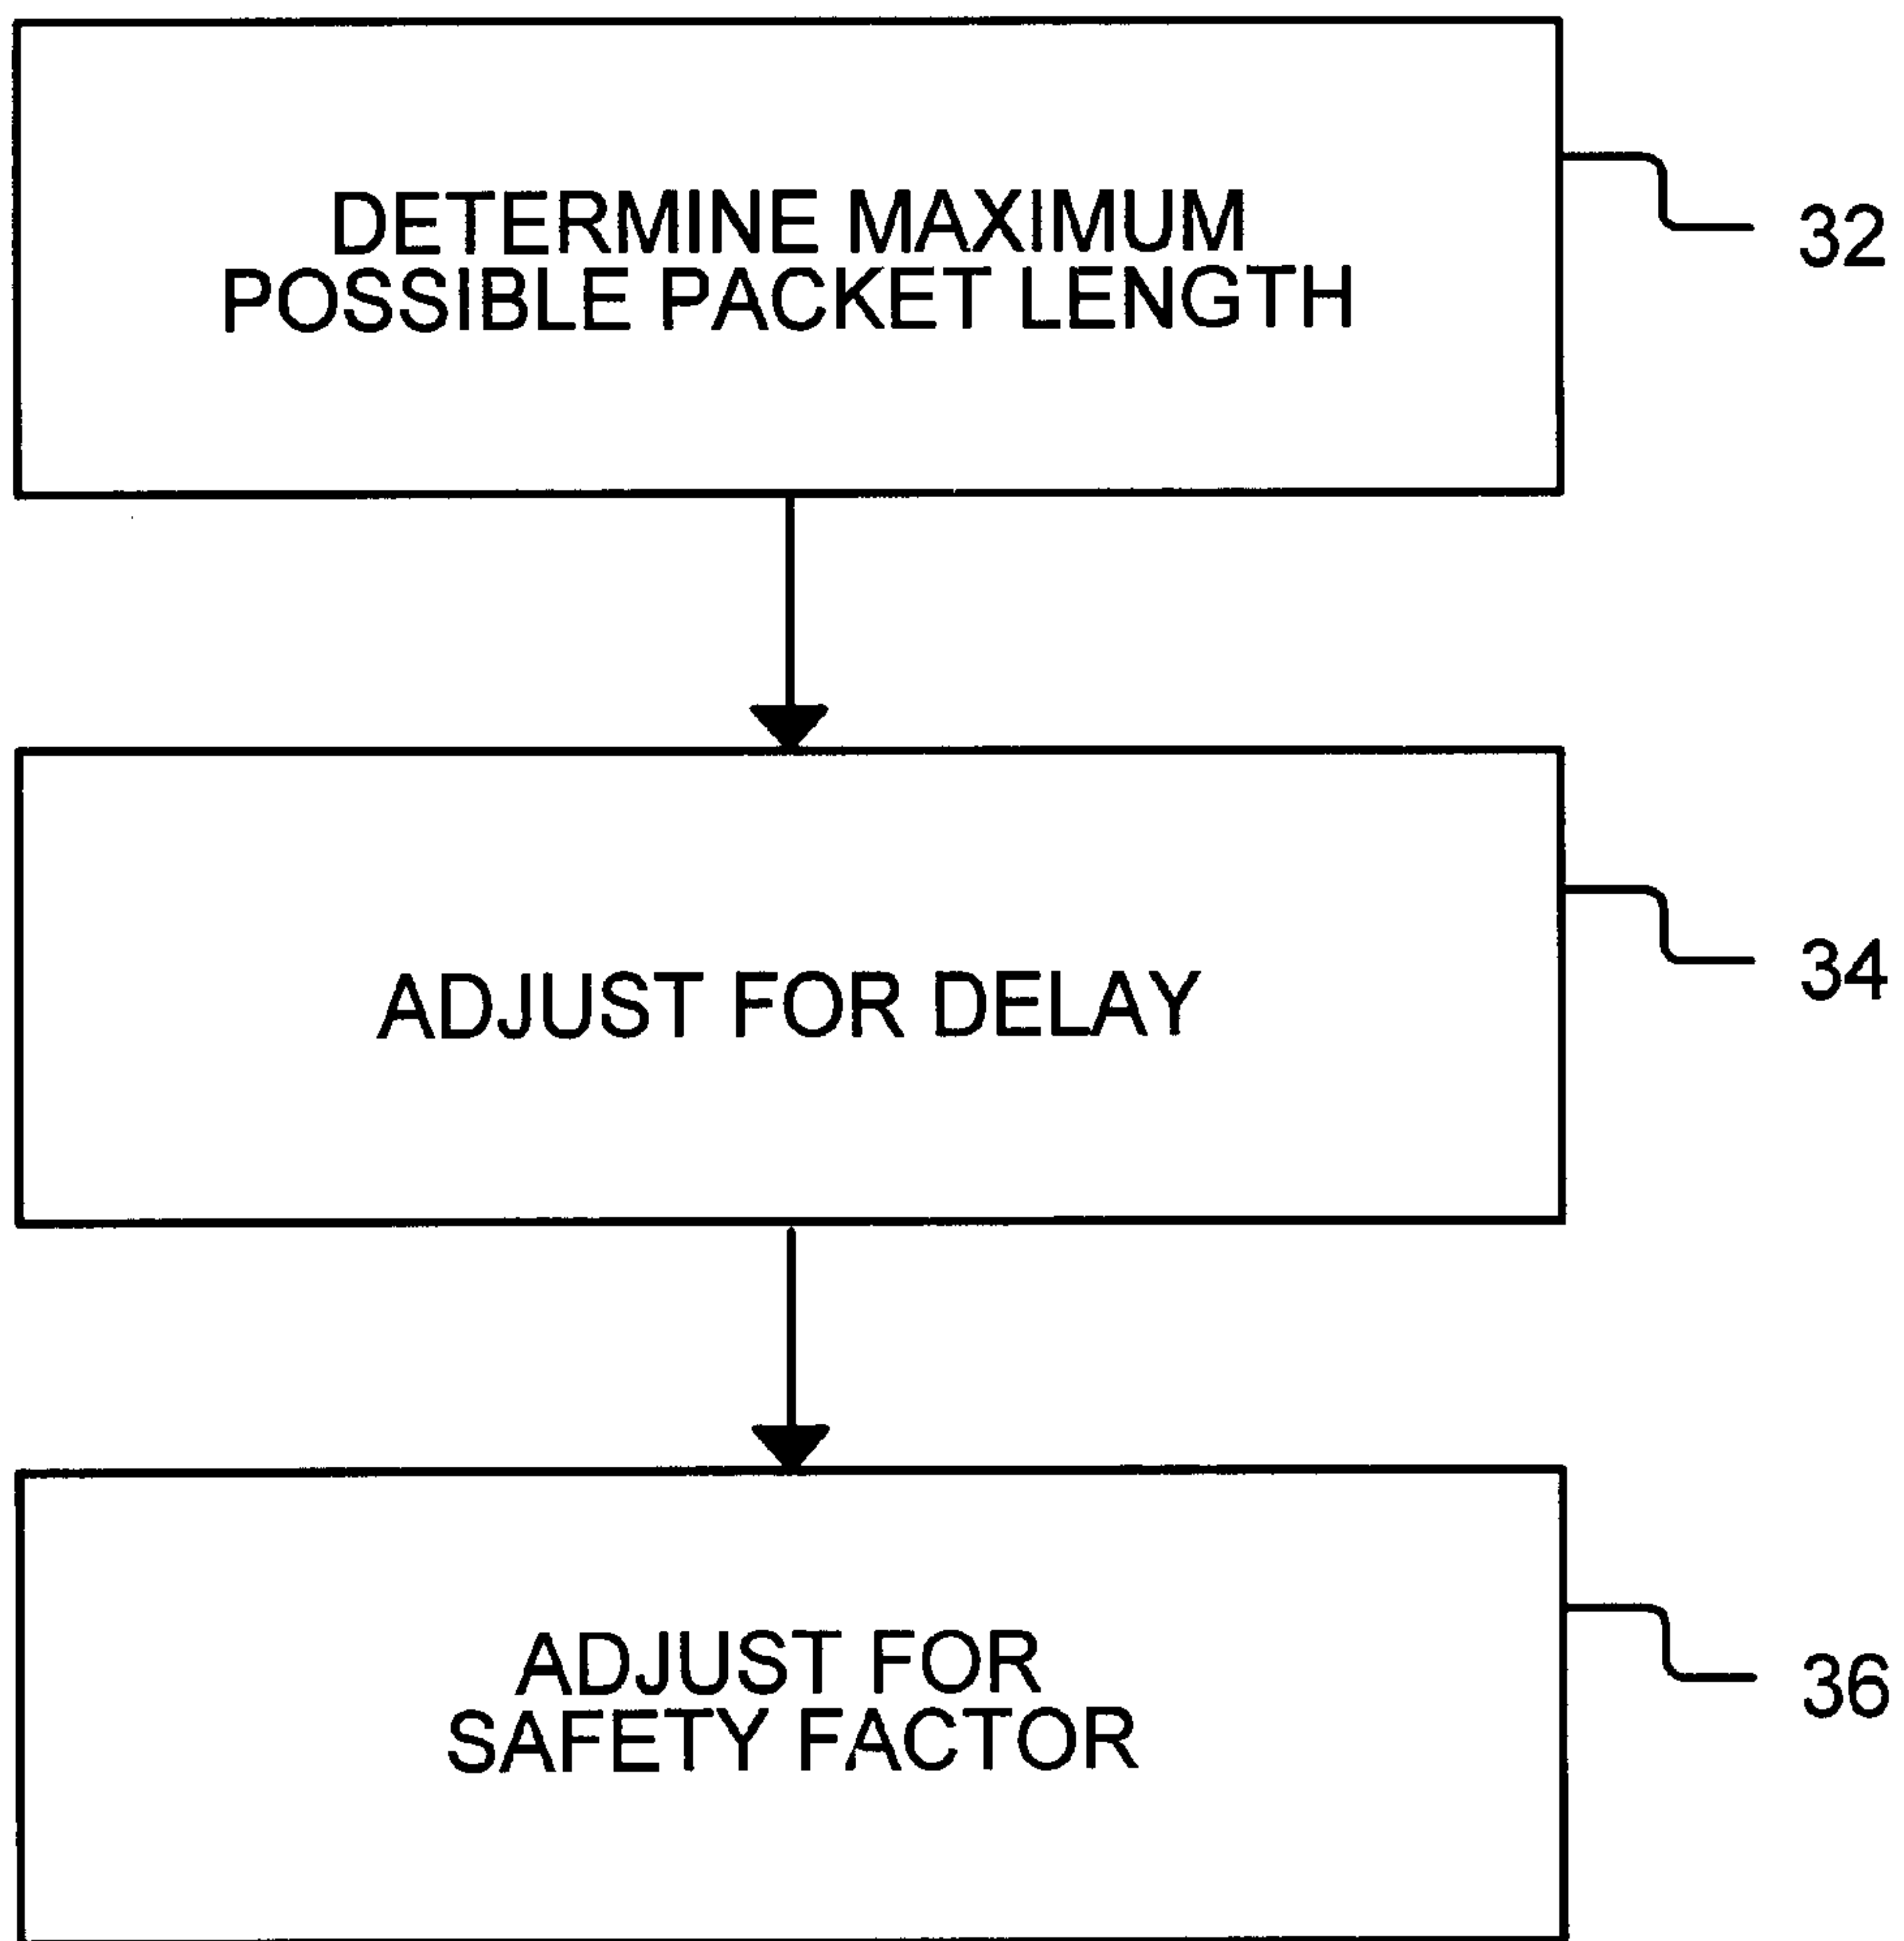 DETERMINE MAXIMUM
POSSIBLE PACKET LENGTH
32
ADJUST FOR DELAY
34
ADJUST FOR
SAFETY FACTOR
36